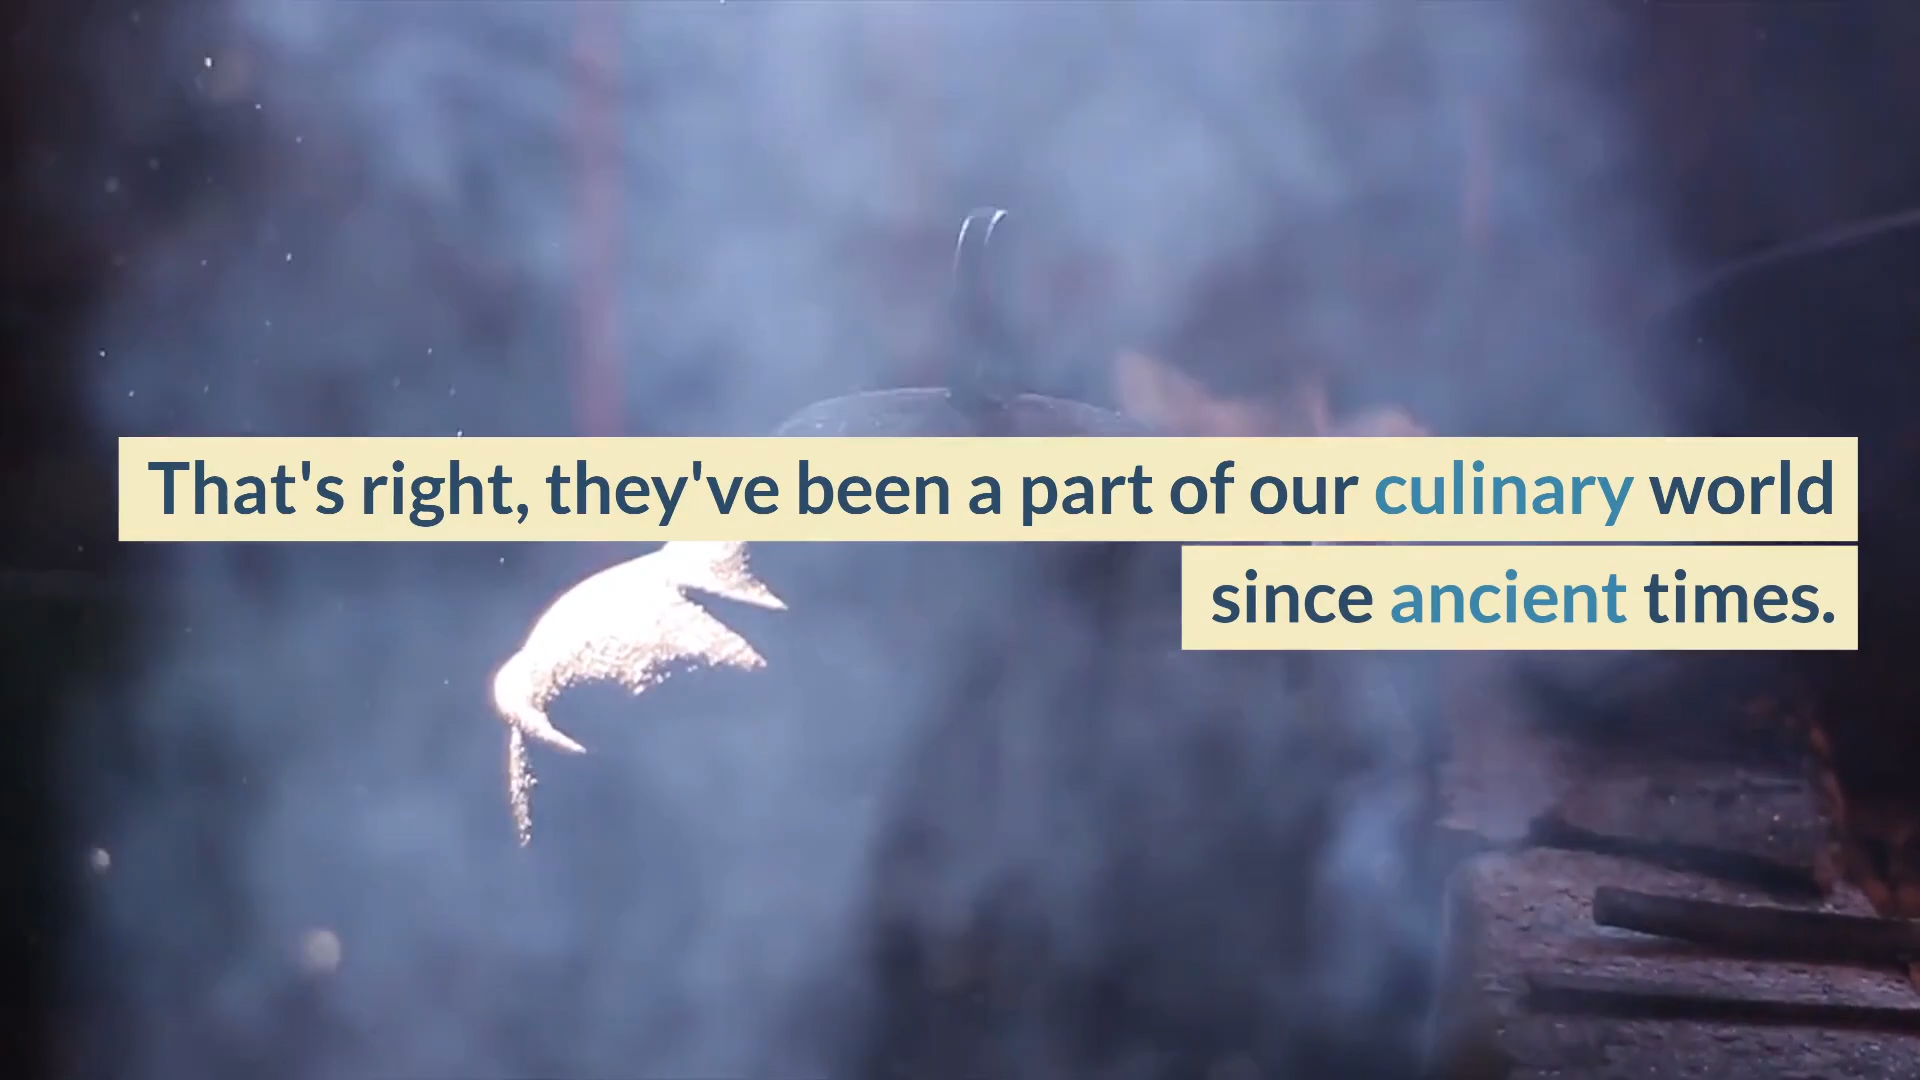 That's right, they've been a part of our culinary world
since ancient times.